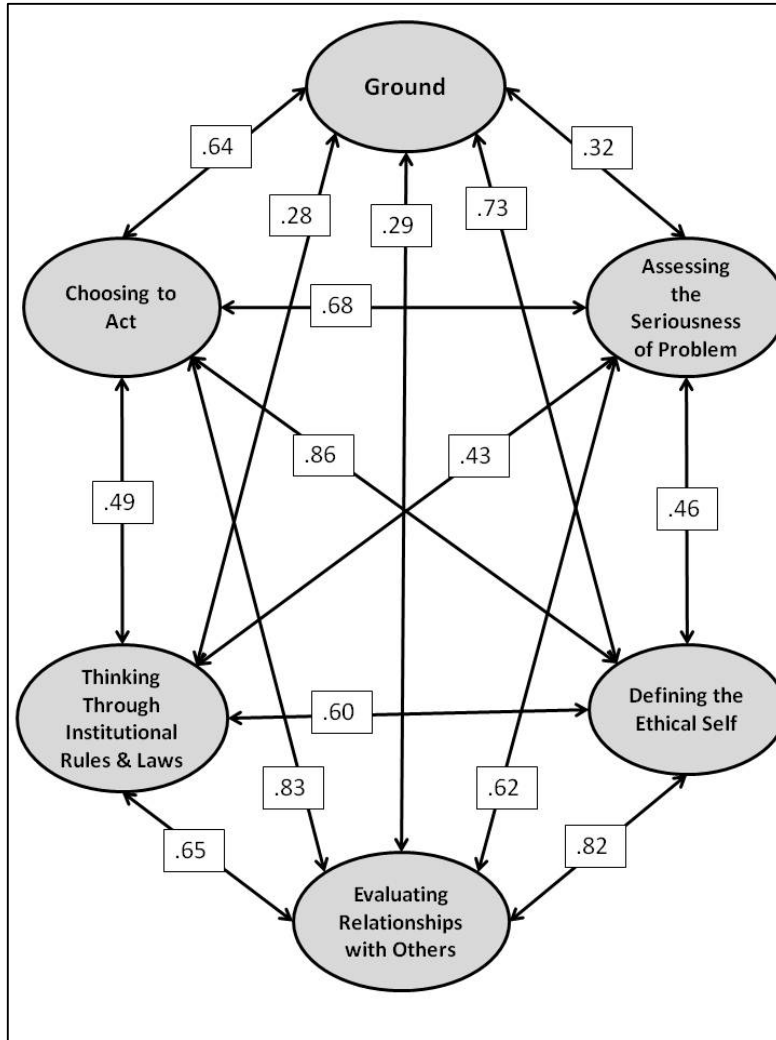 Ground
.64
.32
.28
.29
.73
Choosing to
Act
.68
Assessing
the
Seriousness
of Problem
.86
.43
.49
.46
Thinking
Through
Institutional
Rules & Laws
.60
Defining the
Ethical Self
.83
.62
.65
.82
Evaluating
Relationships
with Others